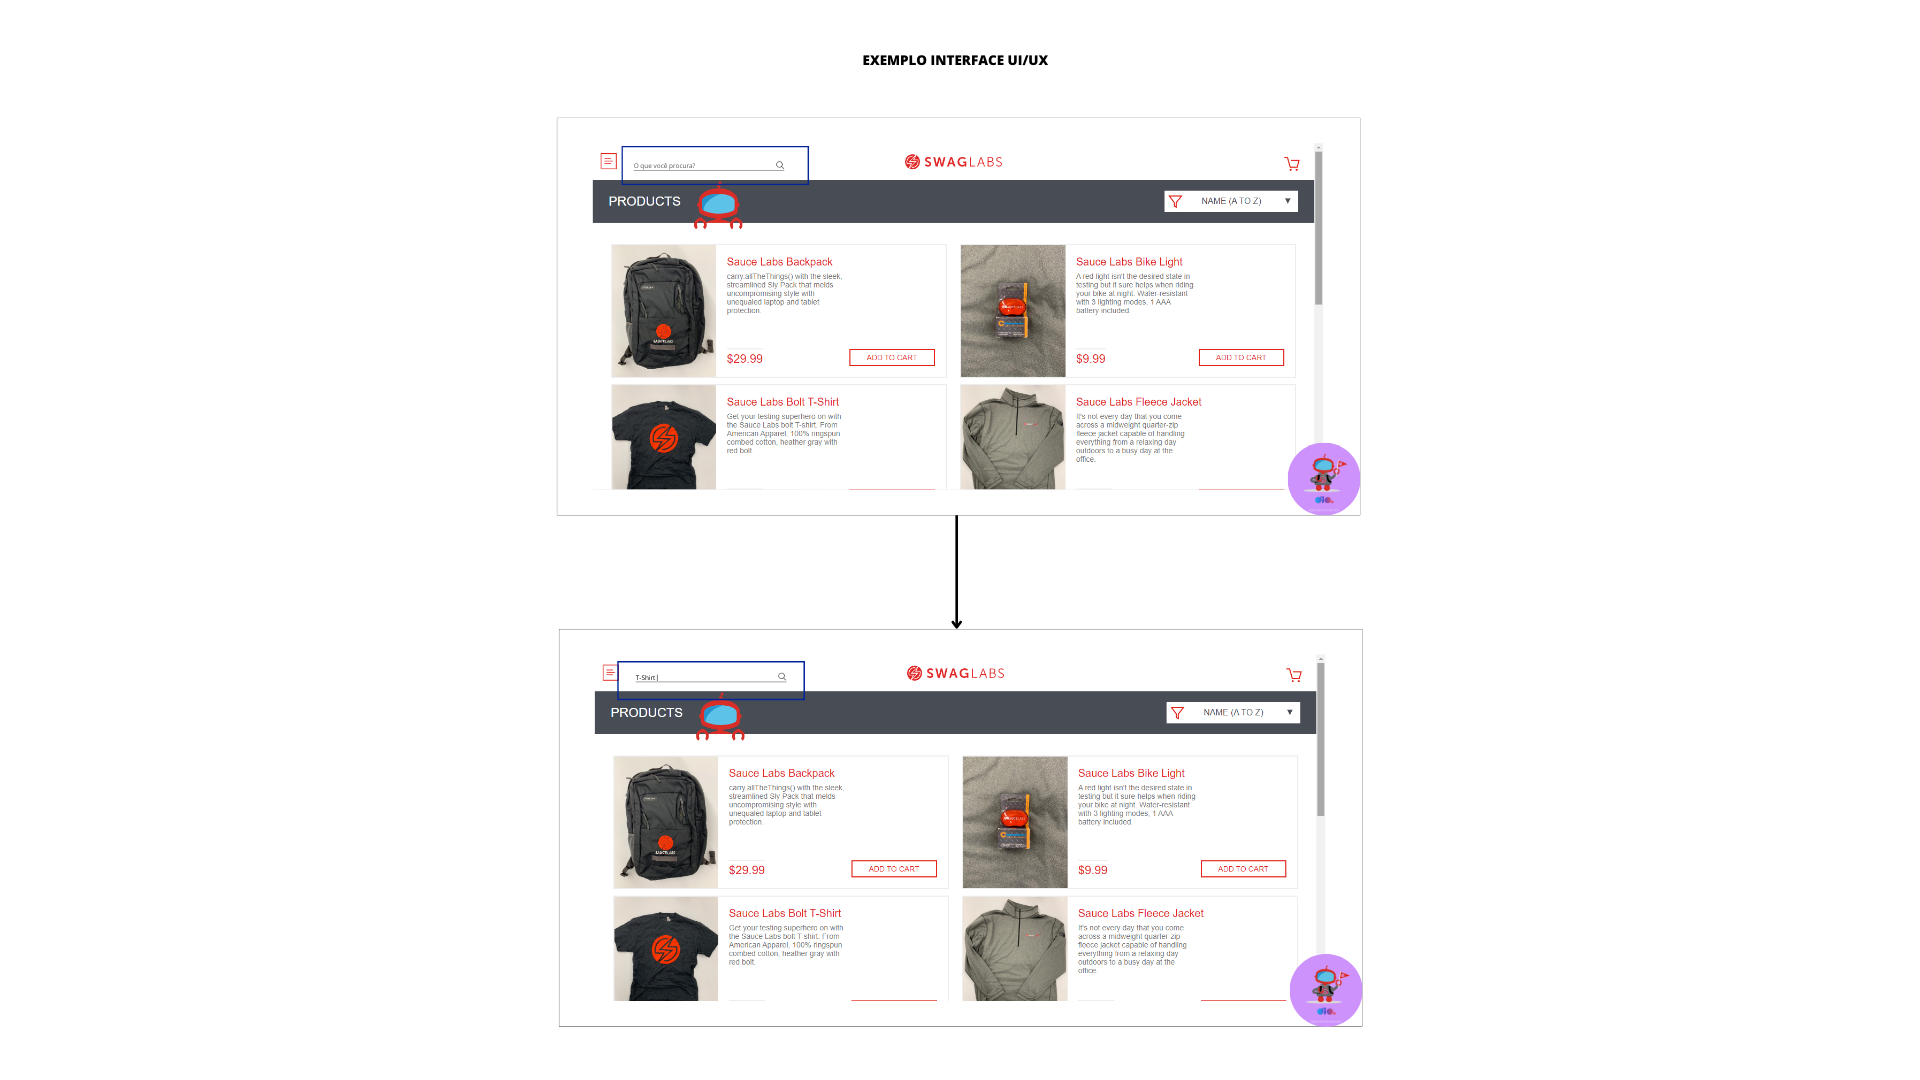 EXEMPLO INTERFACE UI/UX
O que você procura?
SWAGLABS
PRODUCTS
NAME (A TO Z)
Sauce Labs Backpack
carry.allTheThings() with the sleek,
streamlined Sly Pack that melds
uncompromising style with
unequaled laptop and tablet
protection.
$29.99
ADD TO CART
Sauce Labs Bike Light
A red light isn't the desired state in
testing but it sure helps when riding
your bike at night. Water-resistant
with 3 lighting modes, 1 AAA
battery included.
$9.99
ADD TO CART
Sauce Labs Bolt T-Shirt
Get your testing superhero on with
the Sauce Labs bolt T-shirt. From
American Apparel, 100% ringspun
combed cotton, heather gray with
red bolt.
Sauce Labs Fleece Jacket
It's not every day that you come
across a midweight quarter-zip
fleece jacket capable of handling
everything from a relaxing day
outdoors to a busy day at the
office.
T-Shirt
SWAGLABS
PRODUCTS
NAME (A TO Z)
Sauce Labs Backpack
carry.allTheThings() with the sleek,
streamlined Sly Pack that melds
uncompromising style with
unequaled laptop and tablet
protection.
$29.99
ADD TO CART
Sauce Labs Bike Light
A red light isn't the desired state in
testing but it sure helps when riding
your bike at night. Water-resistant
with 3 lighting modes, 1 AAA
battery included.
$9.99
ADD TO CART
Sauce Labs Bolt T-Shirt
Get your testing superhero on with
the Sauce Labs bolt T-shirt. From
American Apparel, 100% ringspun
combed cotton, heather gray with
red bolt.
Sauce Labs Fleece Jacket
It's not every day that you come
across a midweight quarter-zip
fleece jacket capable of handling
everything from a relaxing day
outdoors to a busy day at the
office.